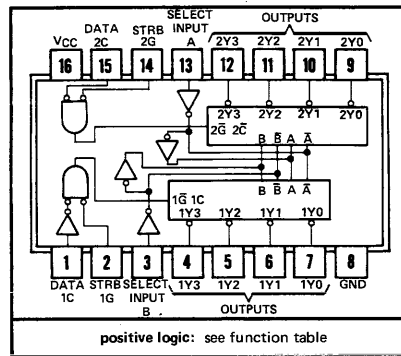 SELECT
DATA STRB INPUT OUTPUTS
VCC 2C 2G A 2Y3 2Y2 2Y1 2Y0
16 15 14 13 12 11 10 9
2Y3 2Y2 2Y1 2Y0
2G̅ 2C̅
B B̅ A A̅
B B̅ A A̅
1G̅ 1C
1Y3 1Y2 1Y1 1Y0
1 2 3 4 5 6 7 8
DATA STRB SELECT 1Y3 1Y2 1Y1 1Y0 GND
1C 1G INPUT
B OUTPUTS
positive logic: see function table